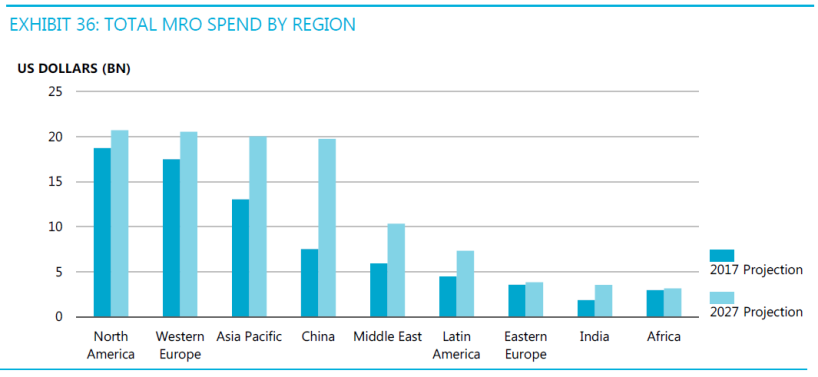 EXHIBIT 36: TOTAL MRO SPEND BY REGION
US DOLLARS (BN)
25
20
15
10
5
0
North America
Western Europe
Asia Pacific
China
Middle East
Latin America
Eastern Europe
India
Africa
2017 Projection
2027 Projection